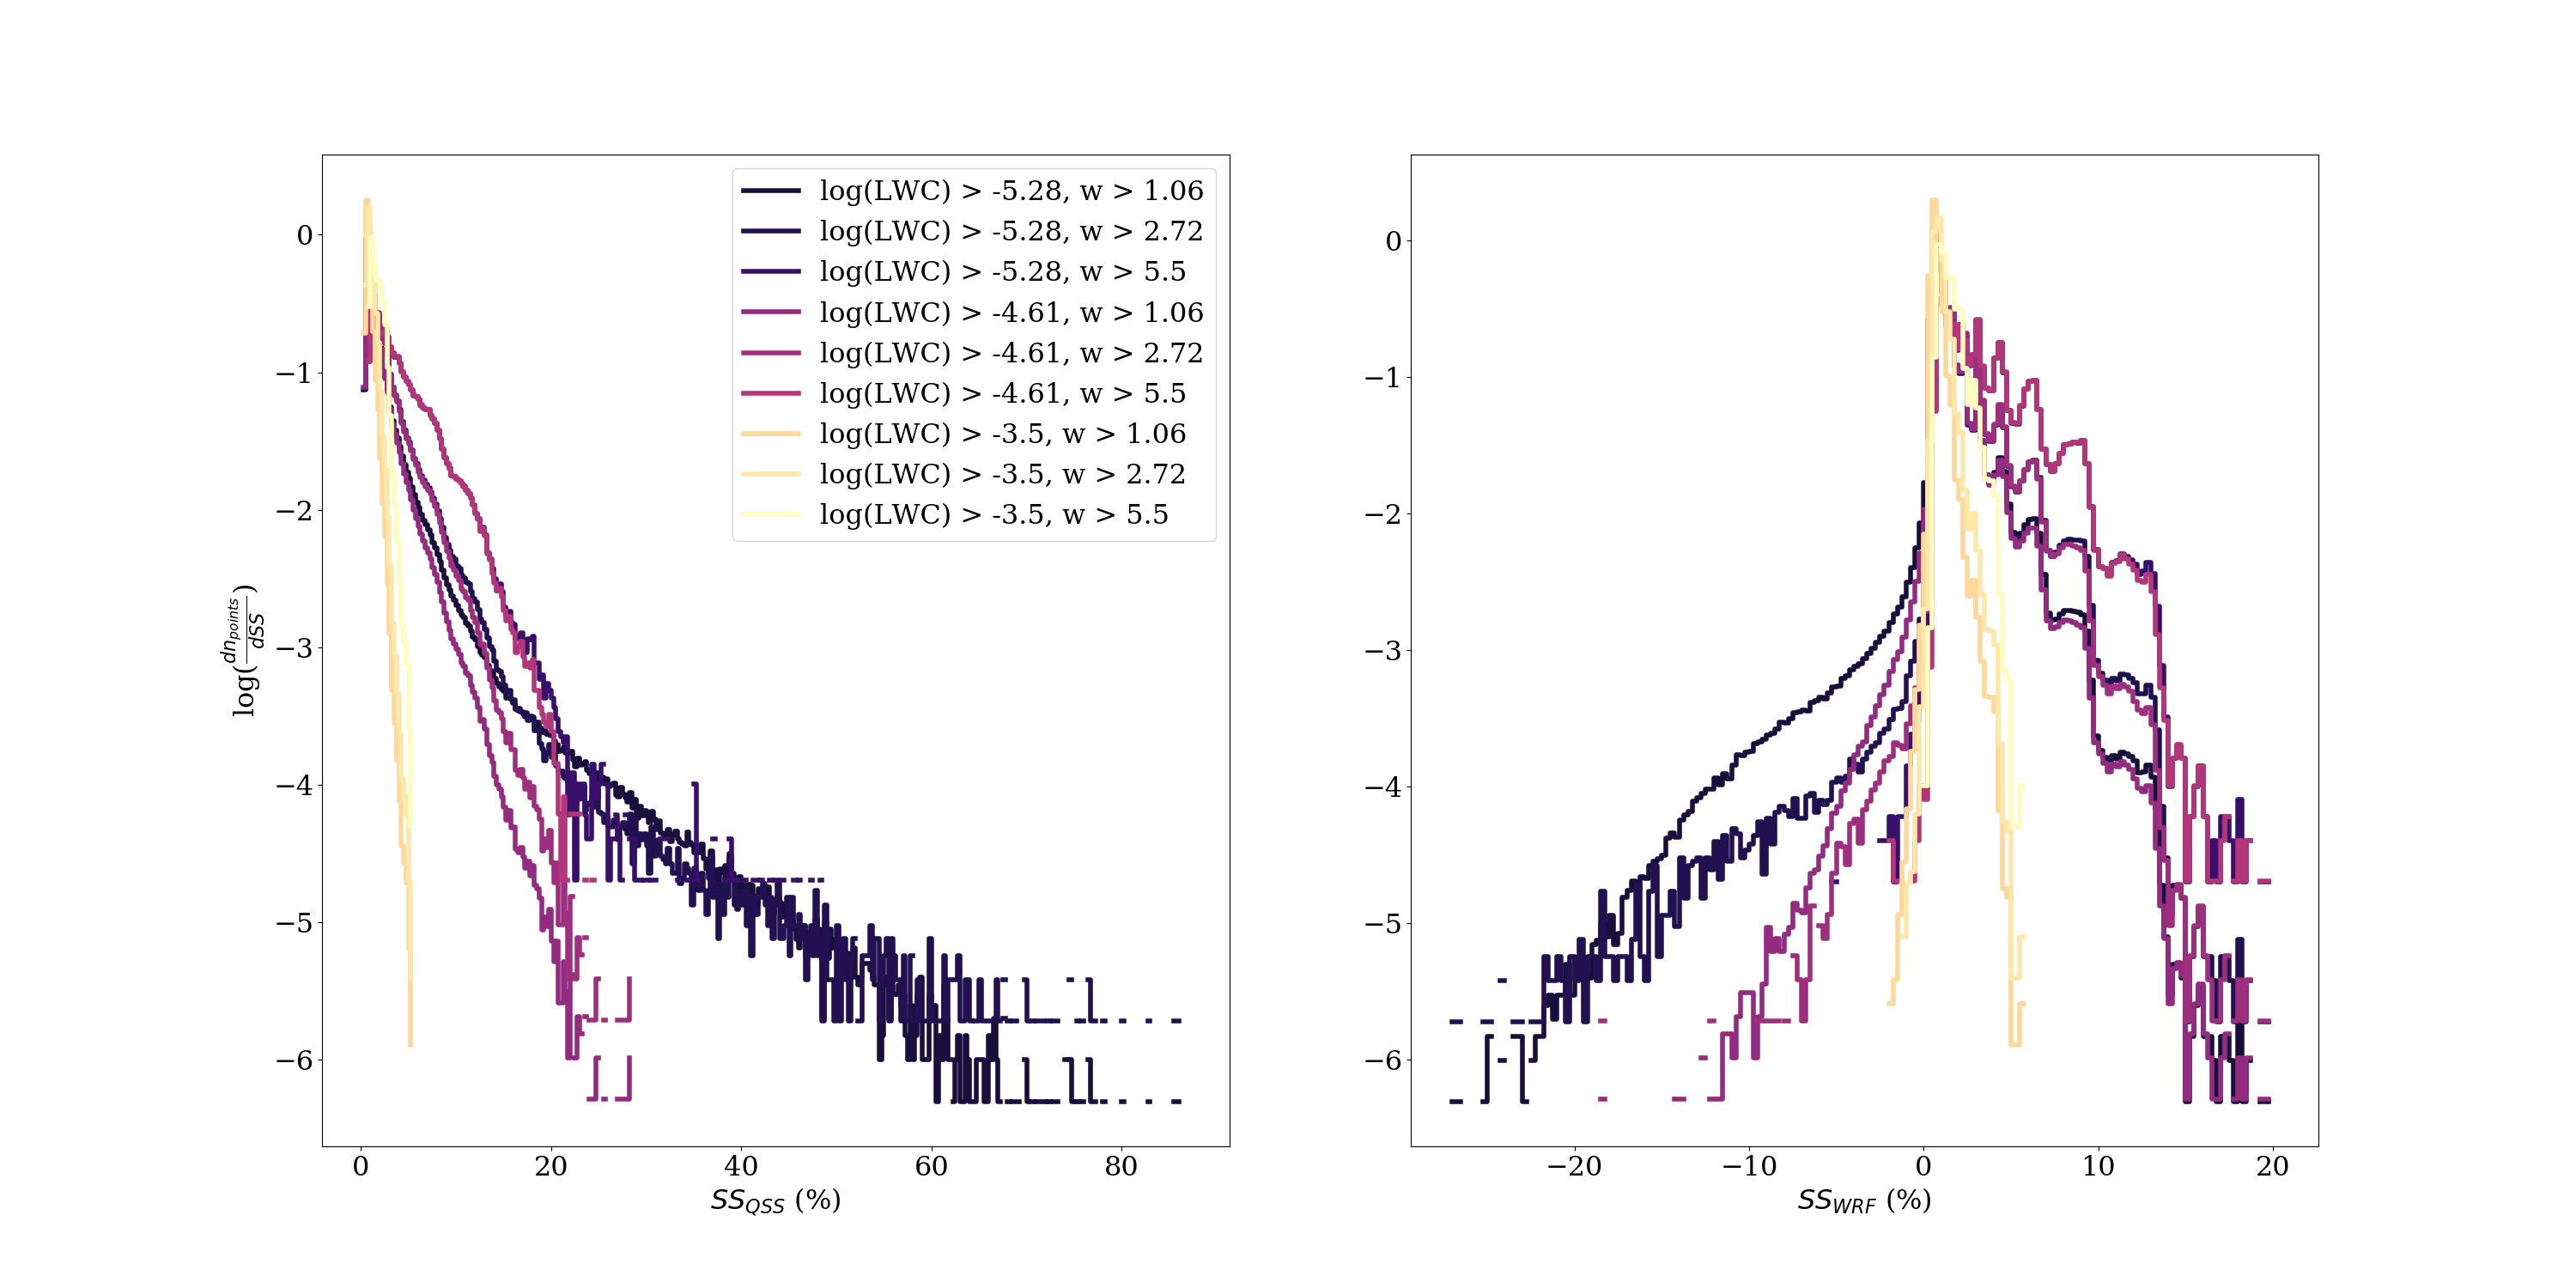 log(LWC) > -5.28, w > 1.06
log(LWC) > -5.28, w > 2.72
log(LWC) > -5.28, w > 5.5
log(LWC) > -4.61, w > 1.06
log(LWC) > -4.61, w > 2.72
log(LWC) > -4.61, w > 5.5
log(LWC) > -3.5, w > 1.06
log(LWC) > -3.5, w > 2.72
log(LWC) > -3.5, w > 5.5
0
−1
−2
−3
−4
−5
−6
log(dn_points/dSS)
0 20 40 60 80
SS_QSS (%)
0
−1
−2
−3
−4
−5
−6
−20 −10 0 10 20
SS_WRF (%)